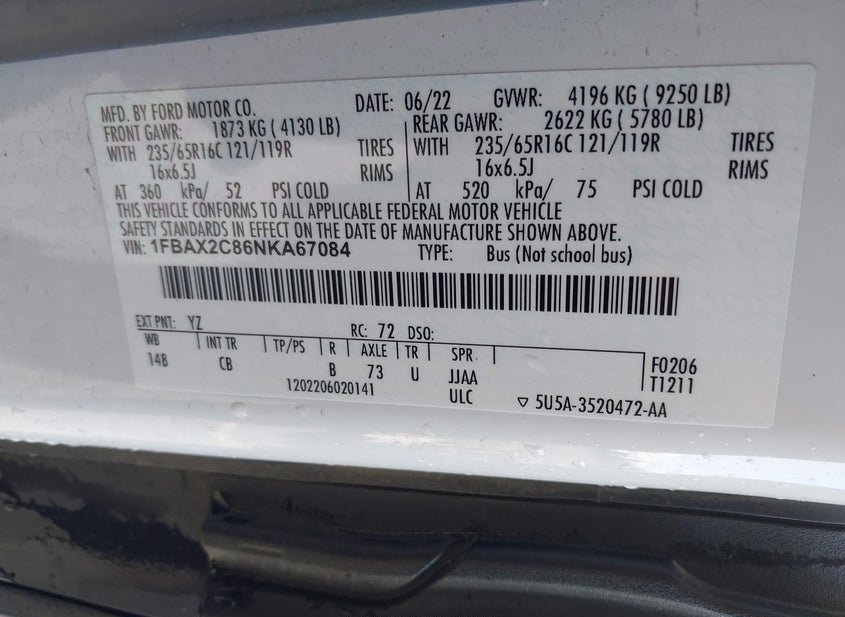 MFD. BY FORD MOTOR CO. DATE: 06/22 GVWR: 4196 KG ( 9250 LB)
FRONT GAWR: 1873 KG ( 4130 LB) REAR GAWR: 2622 KG ( 5780 LB)
WITH 235/65R16C 121/119R TIRES WITH 235/65R16C 121/119R TIRES
16x6.5J RIMS 16x6.5J RIMS
AT 360 kPa/ 52 PSI COLD AT 520 kPa/ 75 PSI COLD
THIS VEHICLE CONFORMS TO ALL APPLICABLE FEDERAL MOTOR VEHICLE
SAFETY STANDARDS IN EFFECT ON THE DATE OF MANUFACTURE SHOWN ABOVE.
VIN: 1FBAX2C86NKA67084 TYPE: Bus (Not school bus)
EXT PNT: YZ RC: 72 DSO:
WB INT TR TP/PS R AXLE TR SPR F0206
148 CB B 73 U JJAA T1211
1202206020141 ULC ▽ 5U5A-3520472-AA